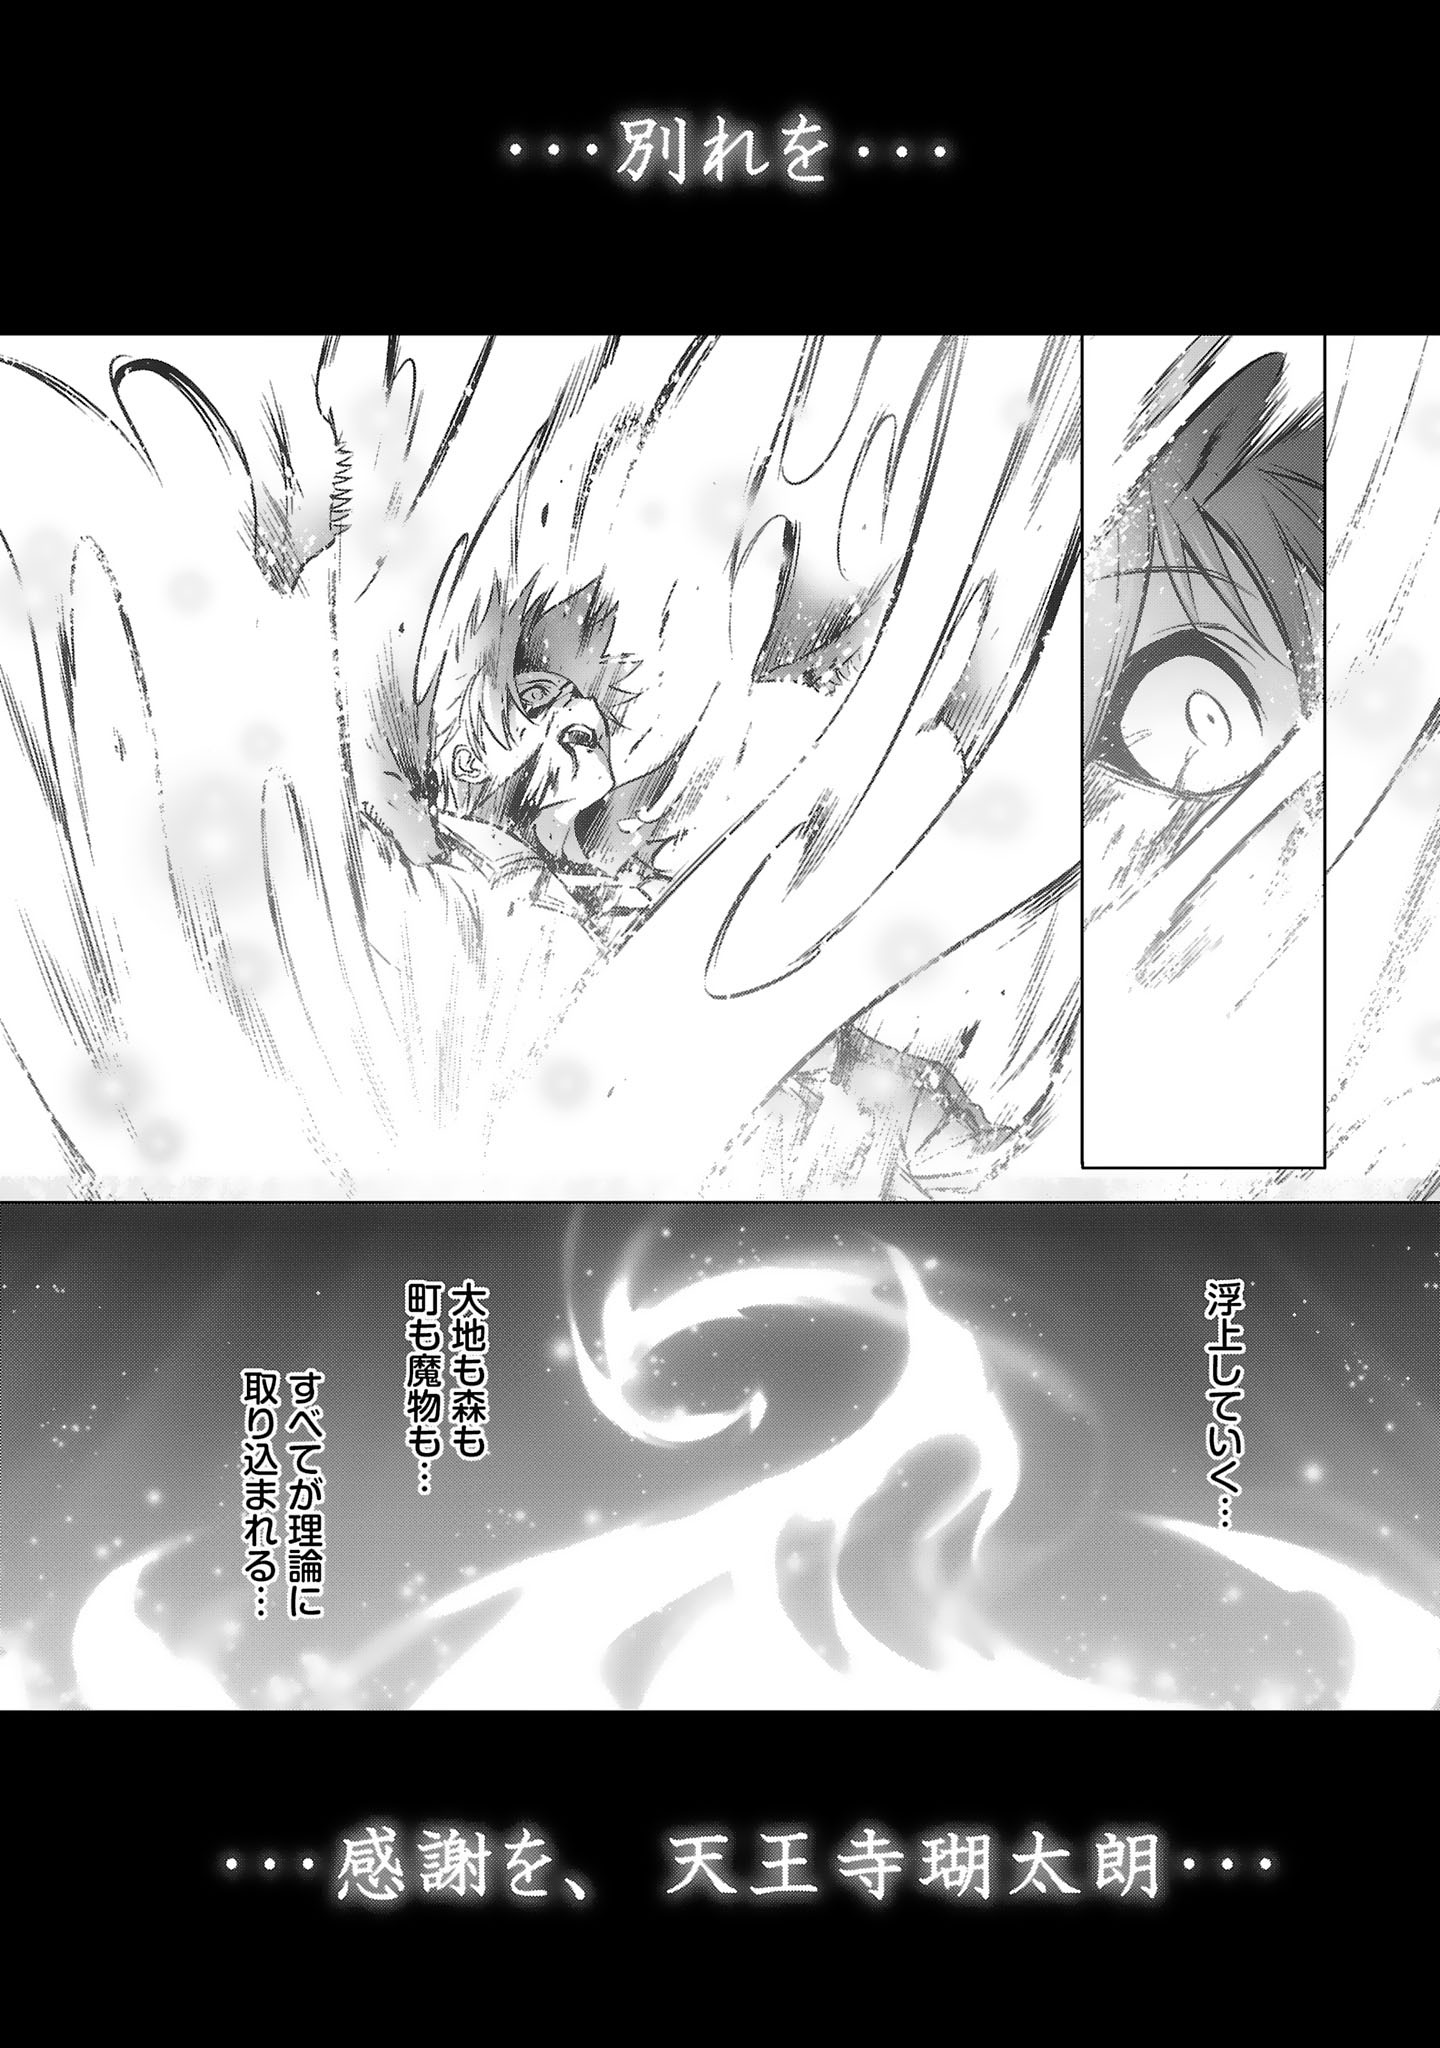 …別れを…
浮上していく…
大地も森も
町も魔物も…
すべてが理論に
取り込まれる…
…感謝を、天王寺瑚太朗…